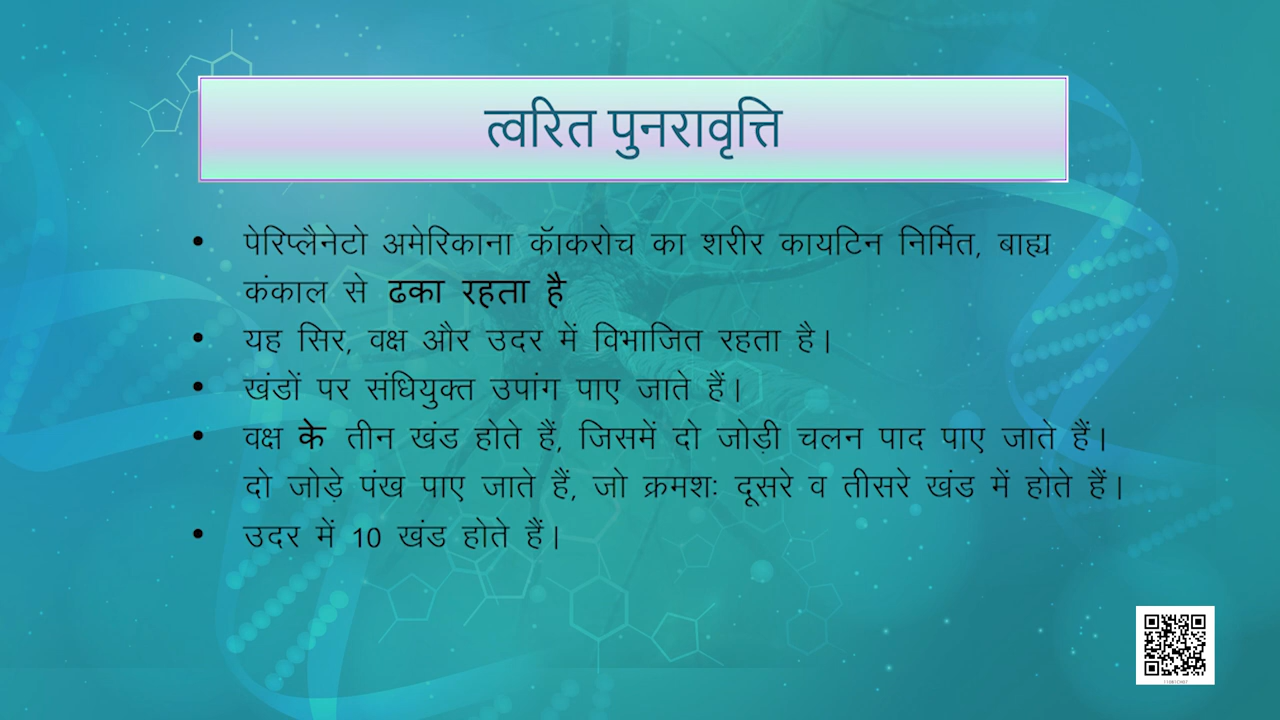 त्वरित पुनरावृत्ति
• पेरिप्लैनेटो अमेरिकाना कॅाकरोच का शरीर कायटिन निर्मित, बाह्य
कंकाल से ढका रहता है
• यह सिर, वक्ष और उदर में विभाजित रहता है।
• खंडों पर संधियुक्त उपांग पाए जाते हैं।
• वक्ष के तीन खंड होते हैं, जिसमें दो जोड़ी चलन पाद पाए जाते हैं।
दो जोड़े पंख पाए जाते हैं, जो क्रमशः दूसरे व तीसरे खंड में होते हैं।
• उदर में 10 खंड होते हैं।